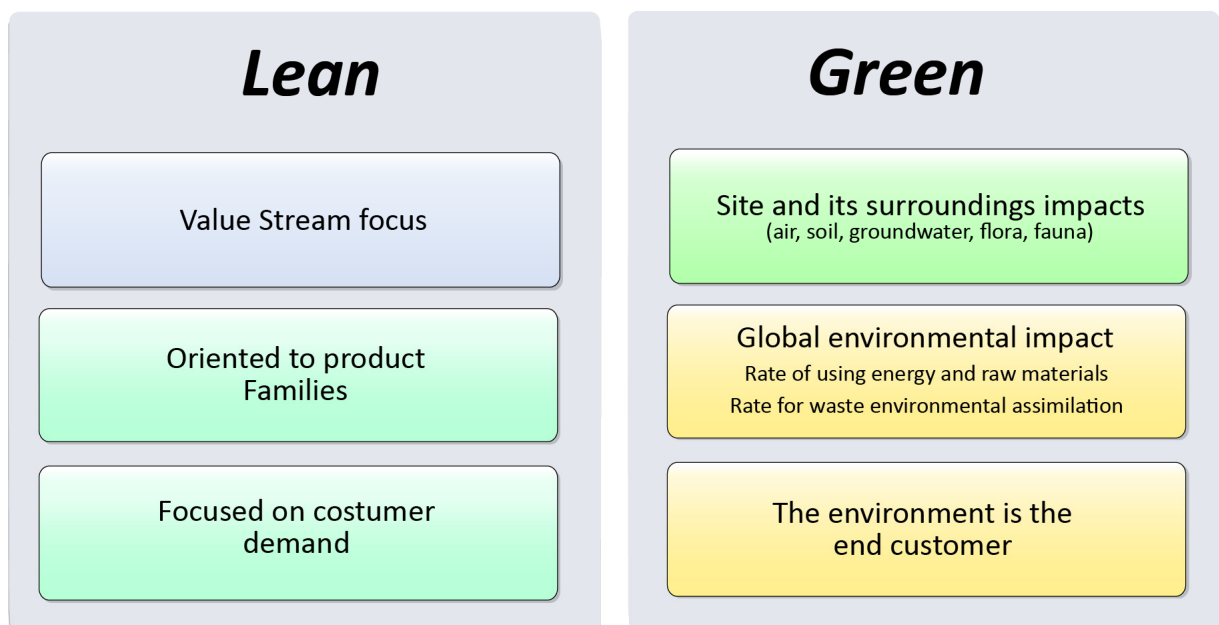 Lean
Value Stream focus
Oriented to product
Families
Focused on costumer
demand
Green
Site and its surroundings impacts
(air, soil, groundwater, flora, fauna)
Global environmental impact
Rate of using energy and raw materials
Rate for waste environmental assimilation
The environment is the
end customer